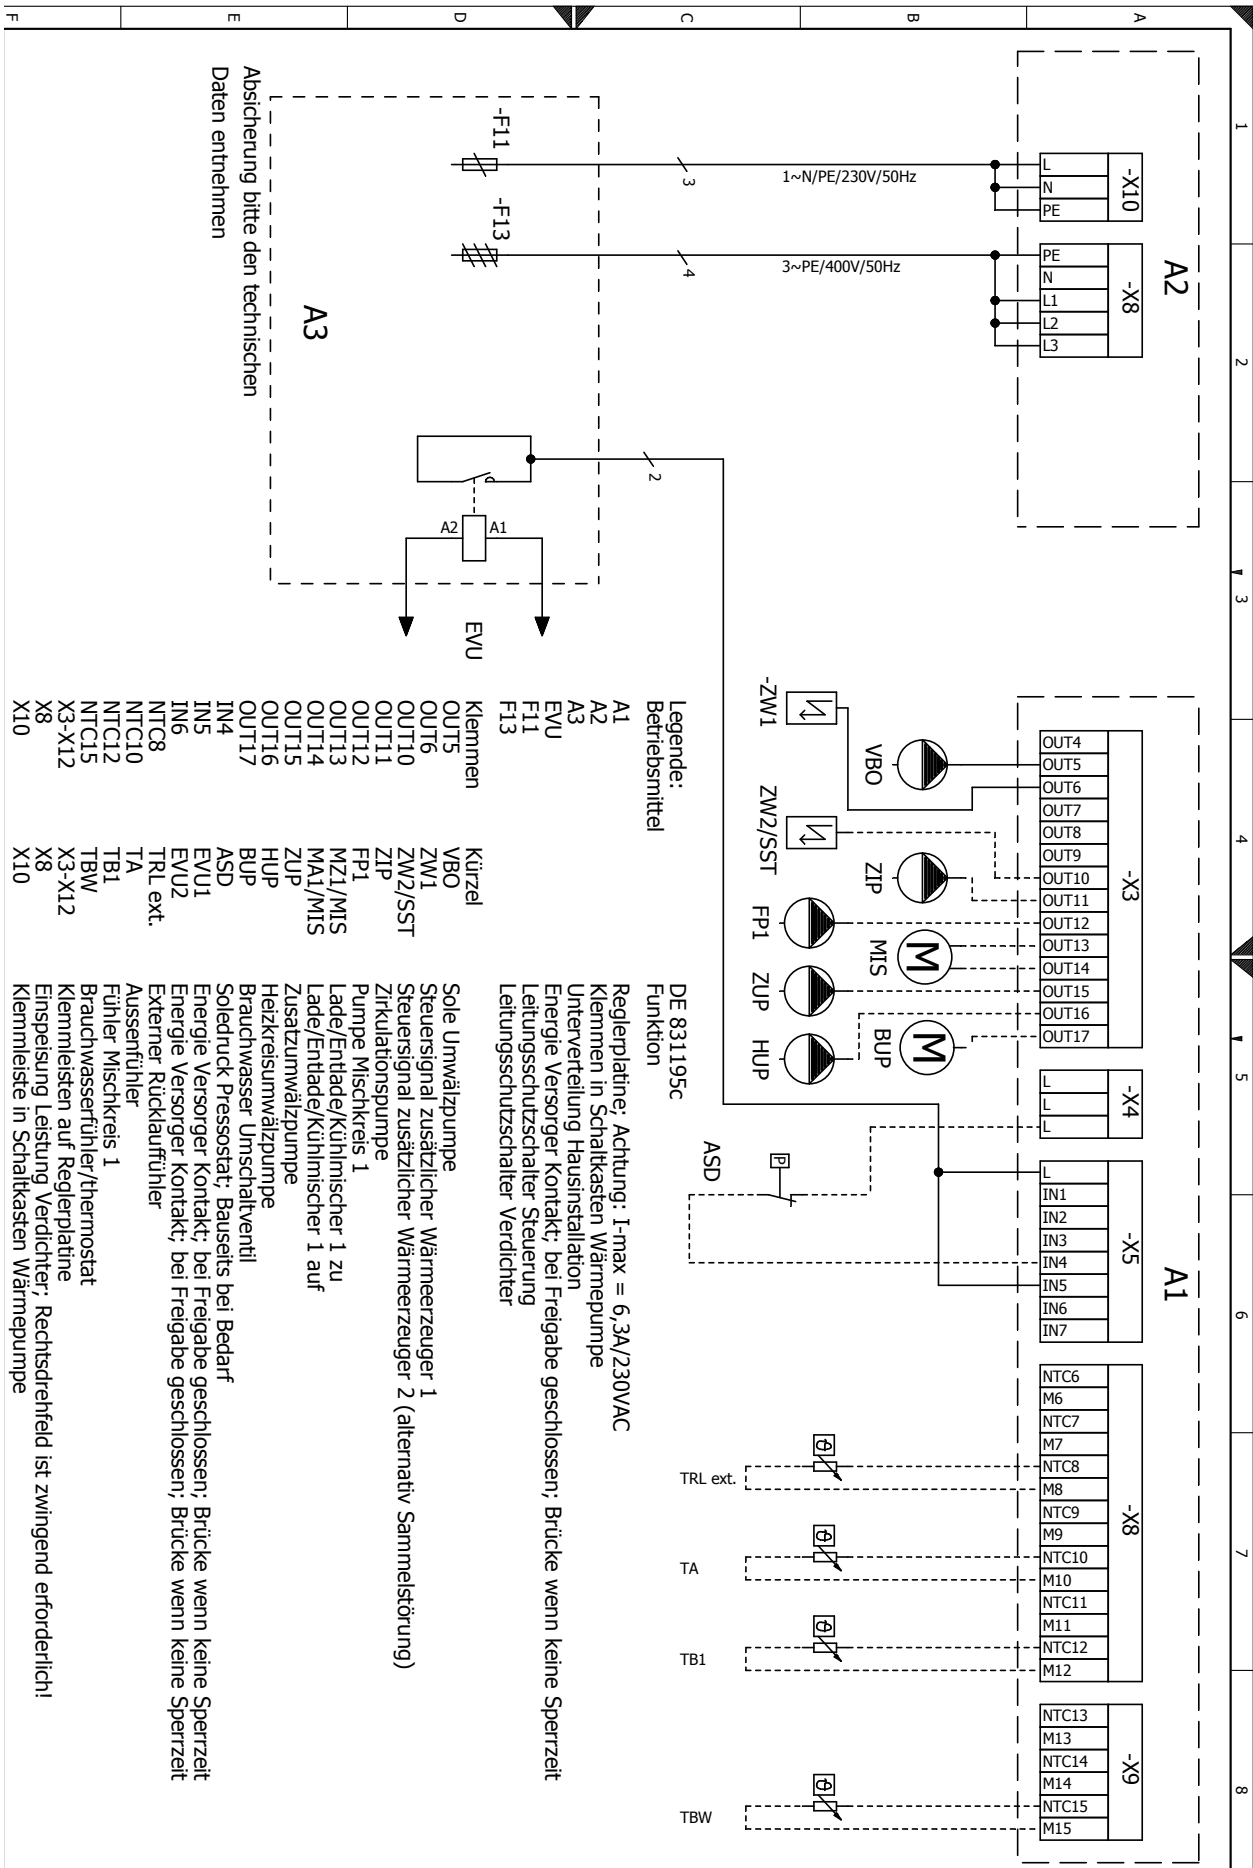 1
2
3
4
5
6
7
8
A
B
C
D
E
F
A2
-X10
L
N
PE
-X8
PE
N
L1
L2
L3
1~N/PE/230V/50Hz
3
3~PE/400V/50Hz
4
-F11
-F13
A3
2
A1
A2
EVU
Absicherung bitte den technischen
Daten entnehmen
A1
-X3
OUT4
OUT5
OUT6
OUT7
OUT8
OUT9
OUT10
OUT11
OUT12
OUT13
OUT14
OUT15
OUT16
OUT17
-X4
L
L
L
-X5
L
IN1
IN2
IN3
IN4
IN5
IN6
IN7
-X8
NTC6
M6
NTC7
M7
NTC8
M8
NTC9
M9
NTC10
M10
NTC11
M11
NTC12
M12
-X9
NTC13
M13
NTC14
M14
NTC15
M15
-ZW1
VBO
ZW2/SST
ZIP
FP1
M
MIS
ZUP
HUP
M
BUP
P
ASD
TRL ext.
TA
TB1
TBW
ϑ
ϑ
ϑ
ϑ
Legende: DE 831195c
Betriebsmittel Funktion
A1 Reglerplatine; Achtung: I-max = 6,3A/230VAC
A2 Klemmen in Schaltkasten Wärmepumpe
A3 Unterverteilung Hausinstallation
EVU Energie Versorger Kontakt; bei Freigabe geschlossen; Brücke wenn keine Sperrzeit
F11 Leitungsschutzschalter Steuerung
F13 Leitungsschutzschalter Verdichter
Klemmen Kürzel
OUT5 VBO Sole Umwälzpumpe
OUT6 ZW1 Steuersignal zusätzlicher Wärmeerzeuger 1
OUT10 ZW2/SST Steuersignal zusätzlicher Wärmeerzeuger 2 (alternativ Sammelstörung)
OUT11 ZIP Zirkulationspumpe
OUT12 FP1 Pumpe Mischkreis 1
OUT13 MZ1/MIS Lade/Entlade/Kühlmischer 1 zu
OUT14 MA1/MIS Lade/Entlade/Kühlmischer 1 auf
OUT15 ZUP Zusatzumwälzpumpe
OUT16 HUP Heizkreisumwälzpumpe
OUT17 BUP Brauchwasser Umschaltventil
IN4 ASD Soledruck Pressostat; Bauseits bei Bedarf
IN5 EVU1 Energie Versorger Kontakt; bei Freigabe geschlossen; Brücke wenn keine Sperrzeit
IN6 EVU2 Energie Versorger Kontakt; bei Freigabe geschlossen; Brücke wenn keine Sperrzeit
NTC8 TRL ext. Externer Rücklauffühler
NTC10 TA Aussenfühler
NTC12 TB1 Fühler Mischkreis 1
NTC15 TBW Brauchwasserfühler/thermostat
X3-X12 X3-X12 Klemmleisten auf Reglerplatine
X8 X8 Einspeisung Leistung Verdichter; Rechtsdrehfeld ist zwingend erforderlich!
X10 X10 Klemmleiste in Schaltkasten Wärmepumpe